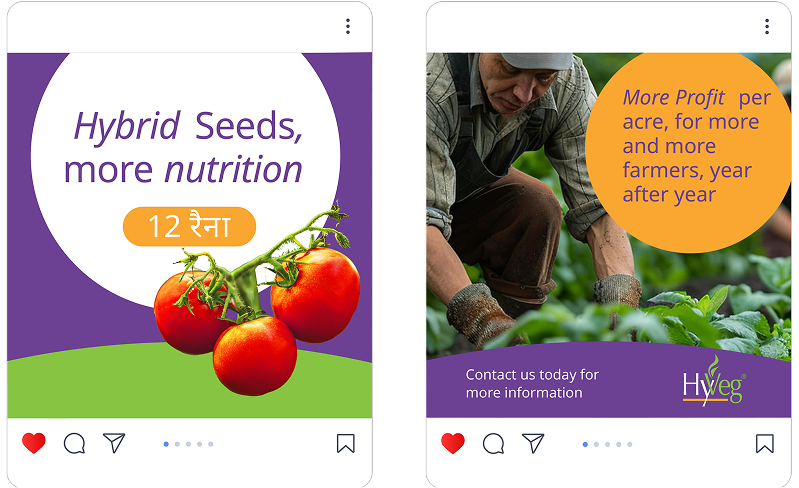 Hybrid Seeds,
more nutrition
12 रैना
More Profit per
acre, for more
and more
farmers, year
after year
Contact us today for
more information
HyVeg®